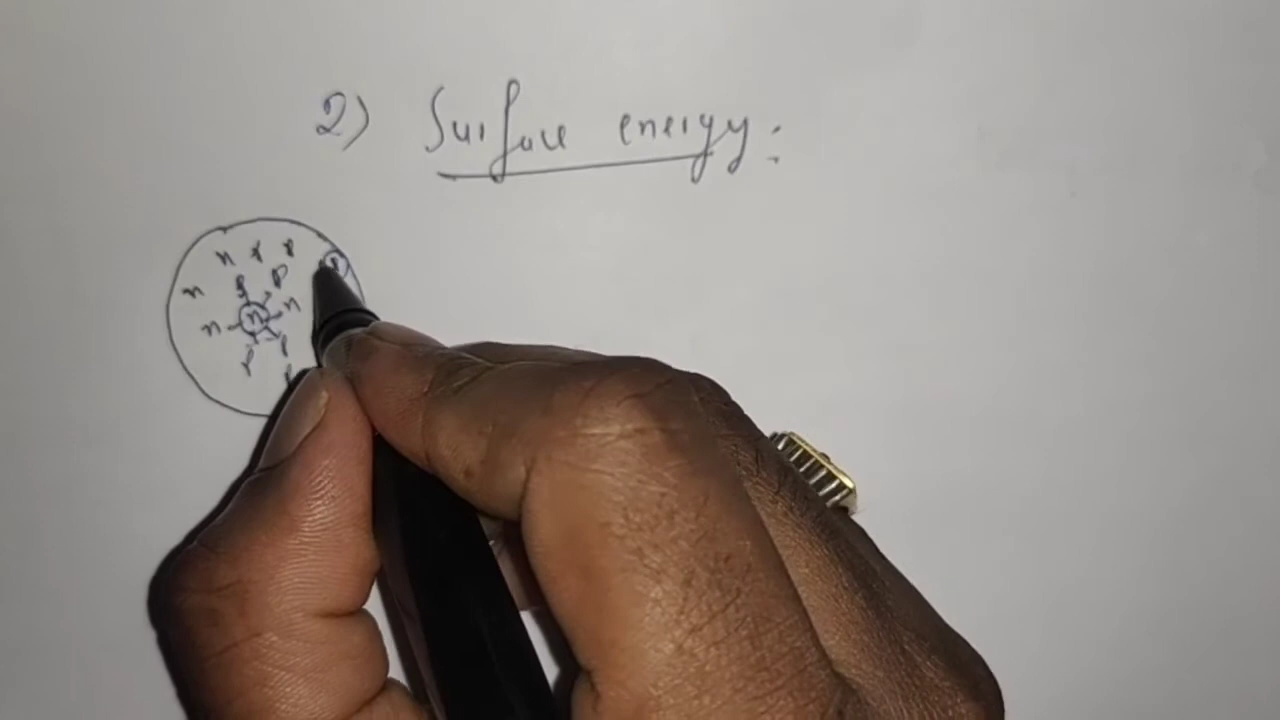 2) Surface energy:
n r p
n p p
n n n
p p